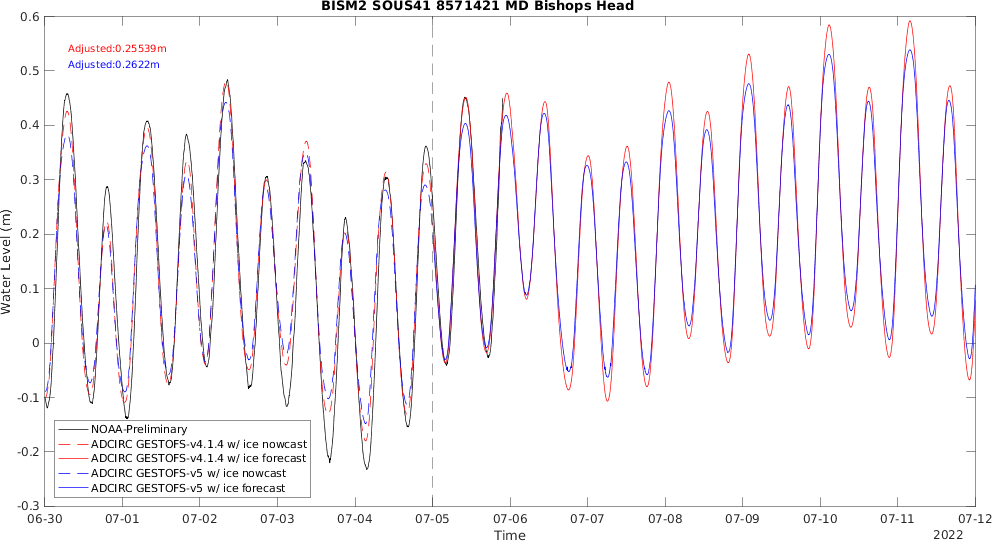 BISM2 SOUS41 8571421 MD Bishops Head
Adjusted:0.25539m
Adjusted:0.2622m
Water Level (m)
0.6
0.5
0.4
0.3
0.2
0.1
0
-0.1
-0.2
-0.3
NOAA-Preliminary
ADCIRC GESTOFS-v4.1.4 w/ ice nowcast
ADCIRC GESTOFS-v4.1.4 w/ ice forecast
ADCIRC GESTOFS-v5 w/ ice nowcast
ADCIRC GESTOFS-v5 w/ ice forecast
06-30 07-01 07-02 07-03 07-04 07-05 07-06 07-07 07-08 07-09 07-10 07-11 07-12
Time
2022